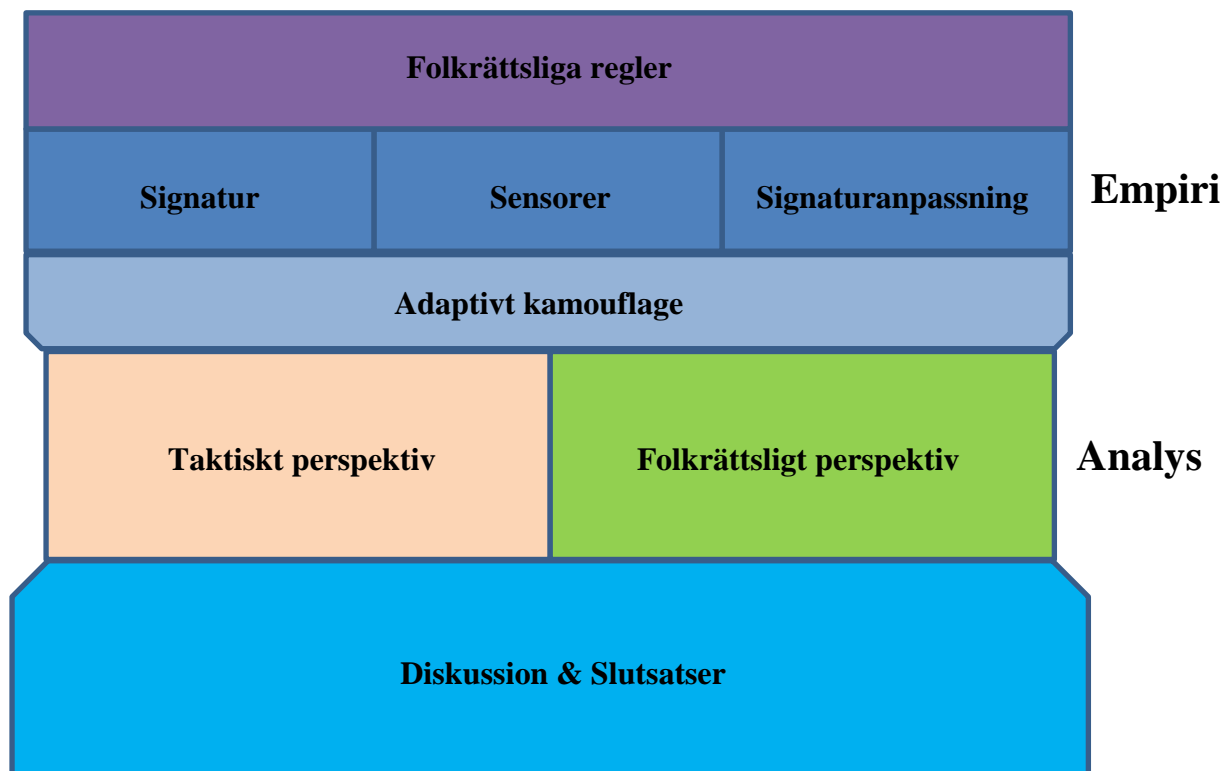 Folkrättsliga regler
Signatur
Sensorer
Signaturanpassning
Empiri
Adaptivt kamouflage
Taktiskt perspektiv
Folkrättsligt perspektiv
Analys
Diskussion & Slutsatser